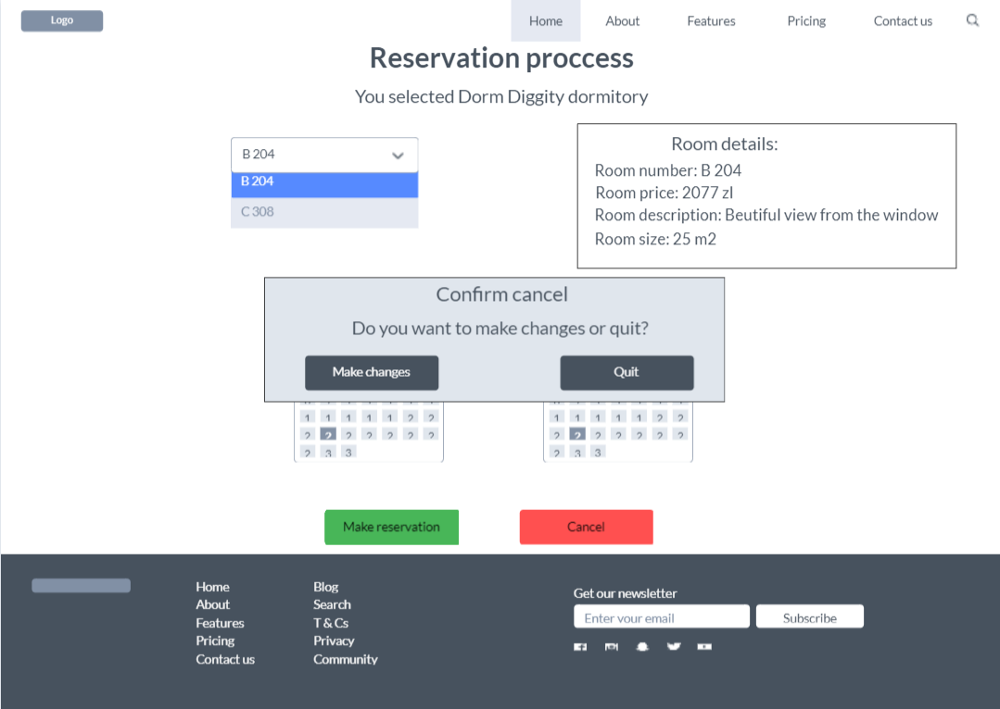 Logo
Home About Features Pricing Contact us
Reservation proccess
You selected Dorm Diggity dormitory
B 204
B 204
C 308
Room details:
Room number: B 204
Room price: 2077 zl
Room description: Beutiful view from the window
Room size: 25 m2
Confirm cancel
Do you want to make changes or quit?
Make changes Quit
1 1 1 1 1 2 2
2 2 2 2 2 2 2
2 3 3
1 1 1 1 1 2 2
2 2 2 2 2 2 2
2 3 3
Make reservation Cancel
Home
About
Features
Pricing
Contact us
Blog
Search
T & Cs
Privacy
Community
Get our newsletter
Enter your email Subscribe